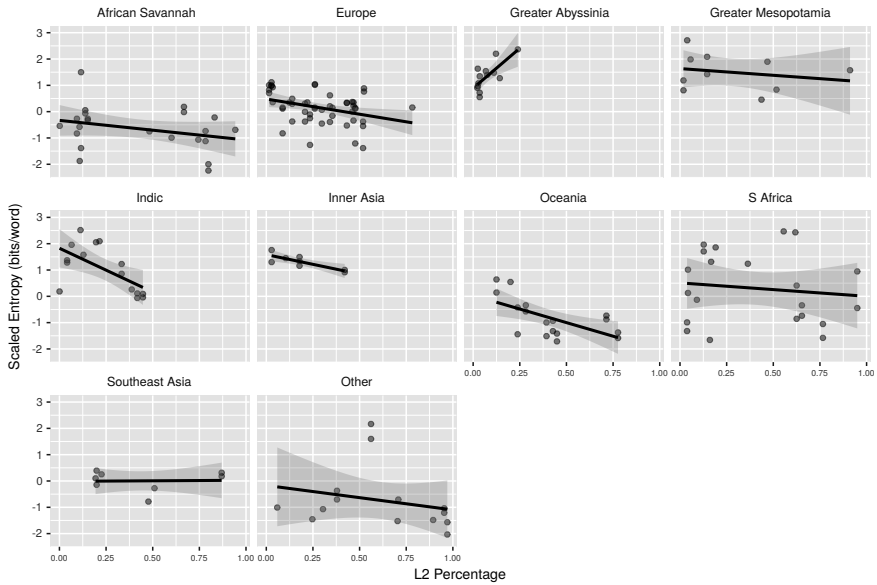 African Savannah Europe Greater Abyssinia Greater Mesopotamia
3
2
1
0
-1
-2
Indic Inner Asia Oceania S Africa
3
2
1
0
-1
-2
0.00 0.25 0.50 0.75 1.00 0.00 0.25 0.50 0.75 1.00
Southeast Asia Other
3
2
1
0
-1
-2
0.00 0.25 0.50 0.75 1.00 0.00 0.25 0.50 0.75 1.00
Scaled Entropy (bits/word)
L2 Percentage